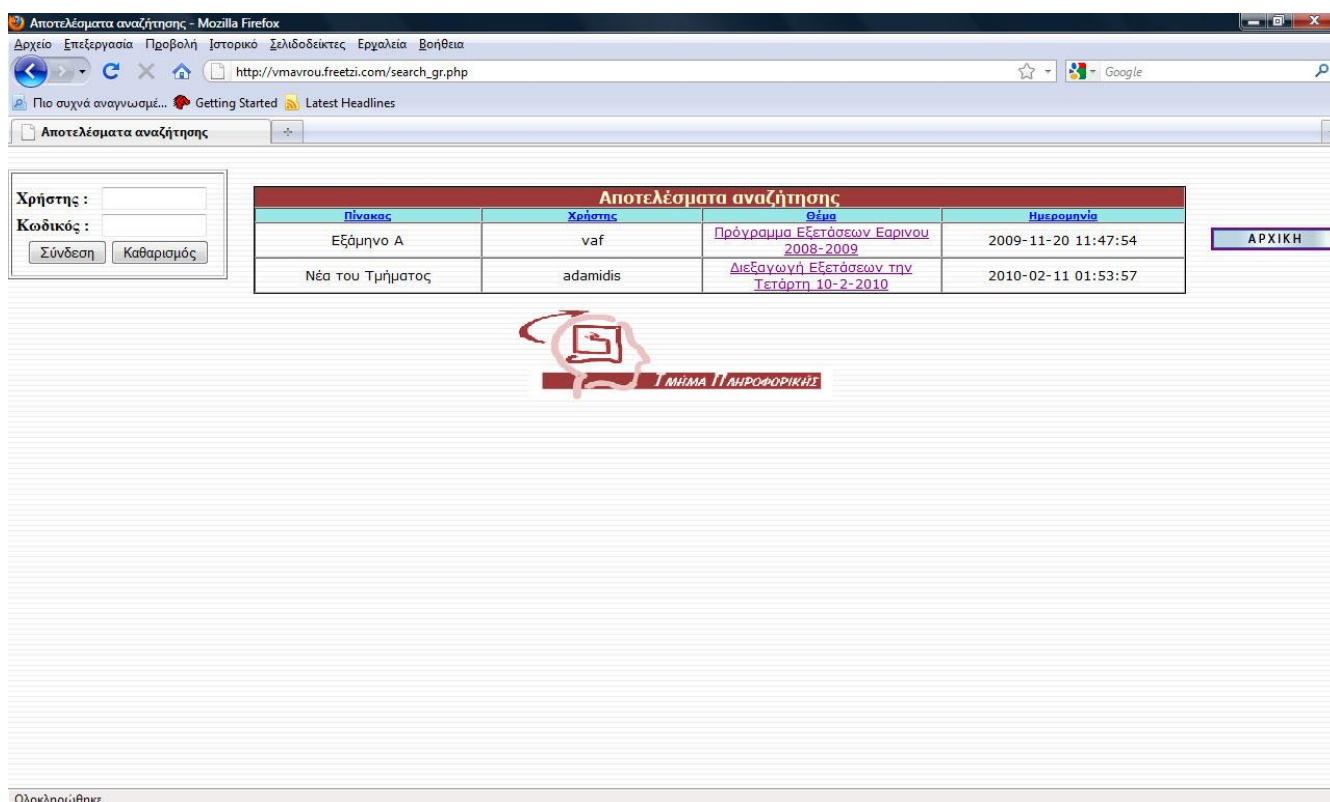 Αποτελέσματα αναζήτησης - Mozilla Firefox
Αρχείο Επεξεργασία Προβολή Ιστορικό Σελιδοδείκτες Εργαλεία Βοήθεια
http://vmavrou.freetzi.com/search_gr.php Google
Πιο συχνά αναγνωσμέ... Getting Started Latest Headlines
Αποτελέσματα αναζήτησης
Χρήστης :
Κωδικός :
Σύνδεση Καθαρισμός
Αποτελέσματα αναζήτησης
Πίνακας Χρήστης Θέμα Ημερομηνία
Εξάμηνο Α vaf Πρόγραμμα Εξετάσεων Εαρινου
2008-2009 2009-11-20 11:47:54
Νέα του Τμήματος adamidis Διεξαγωγή Εξετάσεων την
Τετάρτη 10-2-2010 2010-02-11 01:53:57
ΑΡΧΙΚΗ
ΤΜΗΜΑ ΠΛΗΡΟΦΟΡΙΚΗΣ
Ολοκληρώθηκε